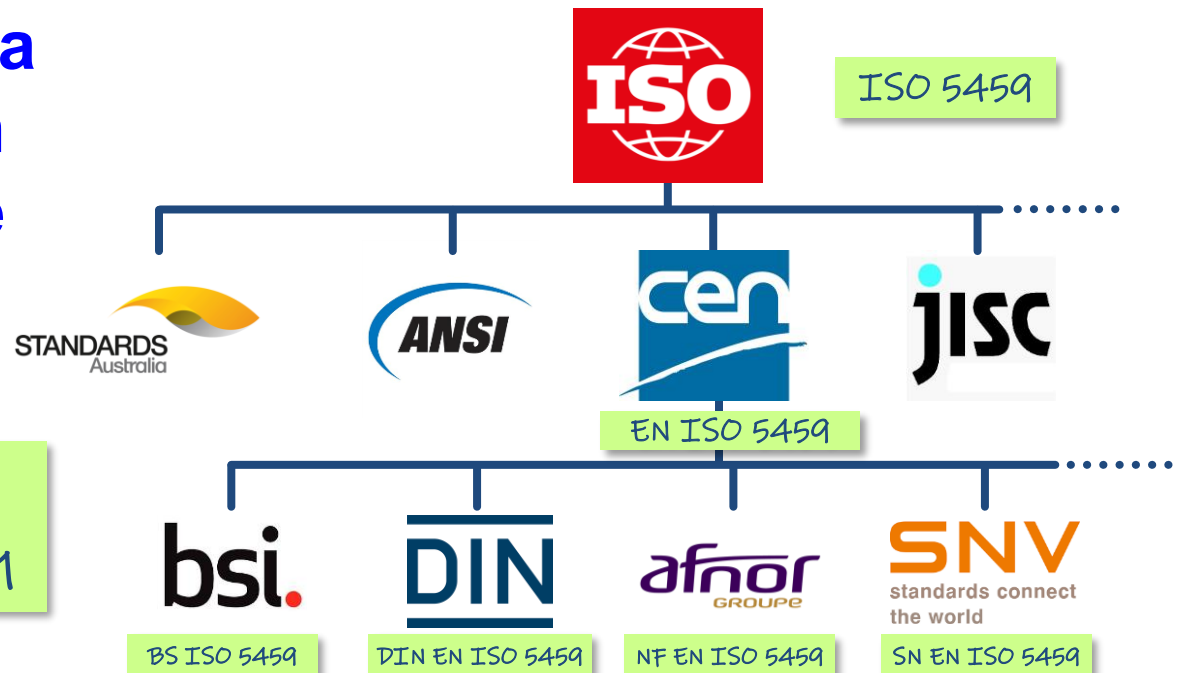 a
ISO
ISO 5459
STANDARDS
Australia
ANSI
cen
jisc
EN ISO 5459
bsi.
DIN
afnor
GROUPE
SNV
standards connect
the world
BS ISO 5459
DIN EN ISO 5459
NF EN ISO 5459
SN EN ISO 5459